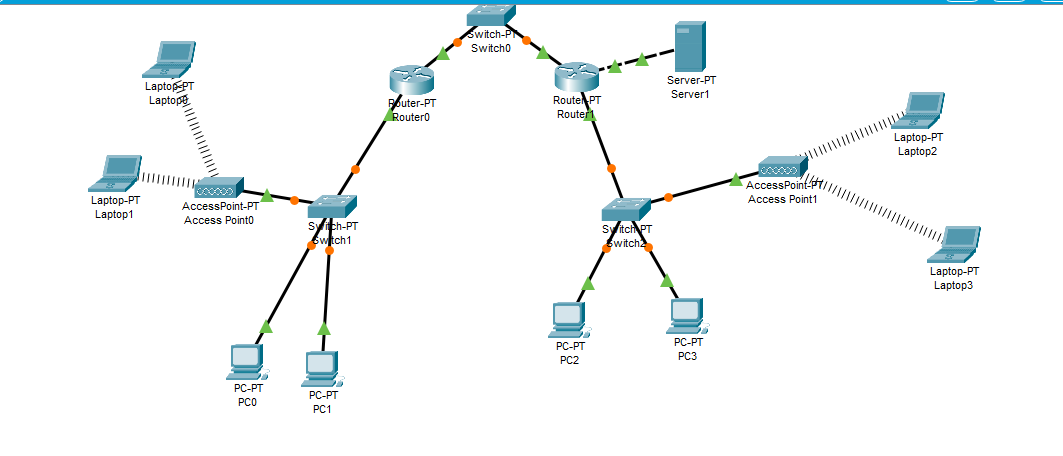 Switch-PT
Switch0
Router-PT
Router0
Router-PT
Router1
Server-PT
Server1
Laptop-PT
Laptop0
Laptop-PT
Laptop1
AccessPoint-PT
Access Point0
Switch-PT
Switch1
PC-PT
PC0
PC-PT
PC1
Switch-PT
Switch2
PC-PT
PC2
PC-PT
PC3
AccessPoint-PT
Access Point1
Laptop-PT
Laptop2
Laptop-PT
Laptop3